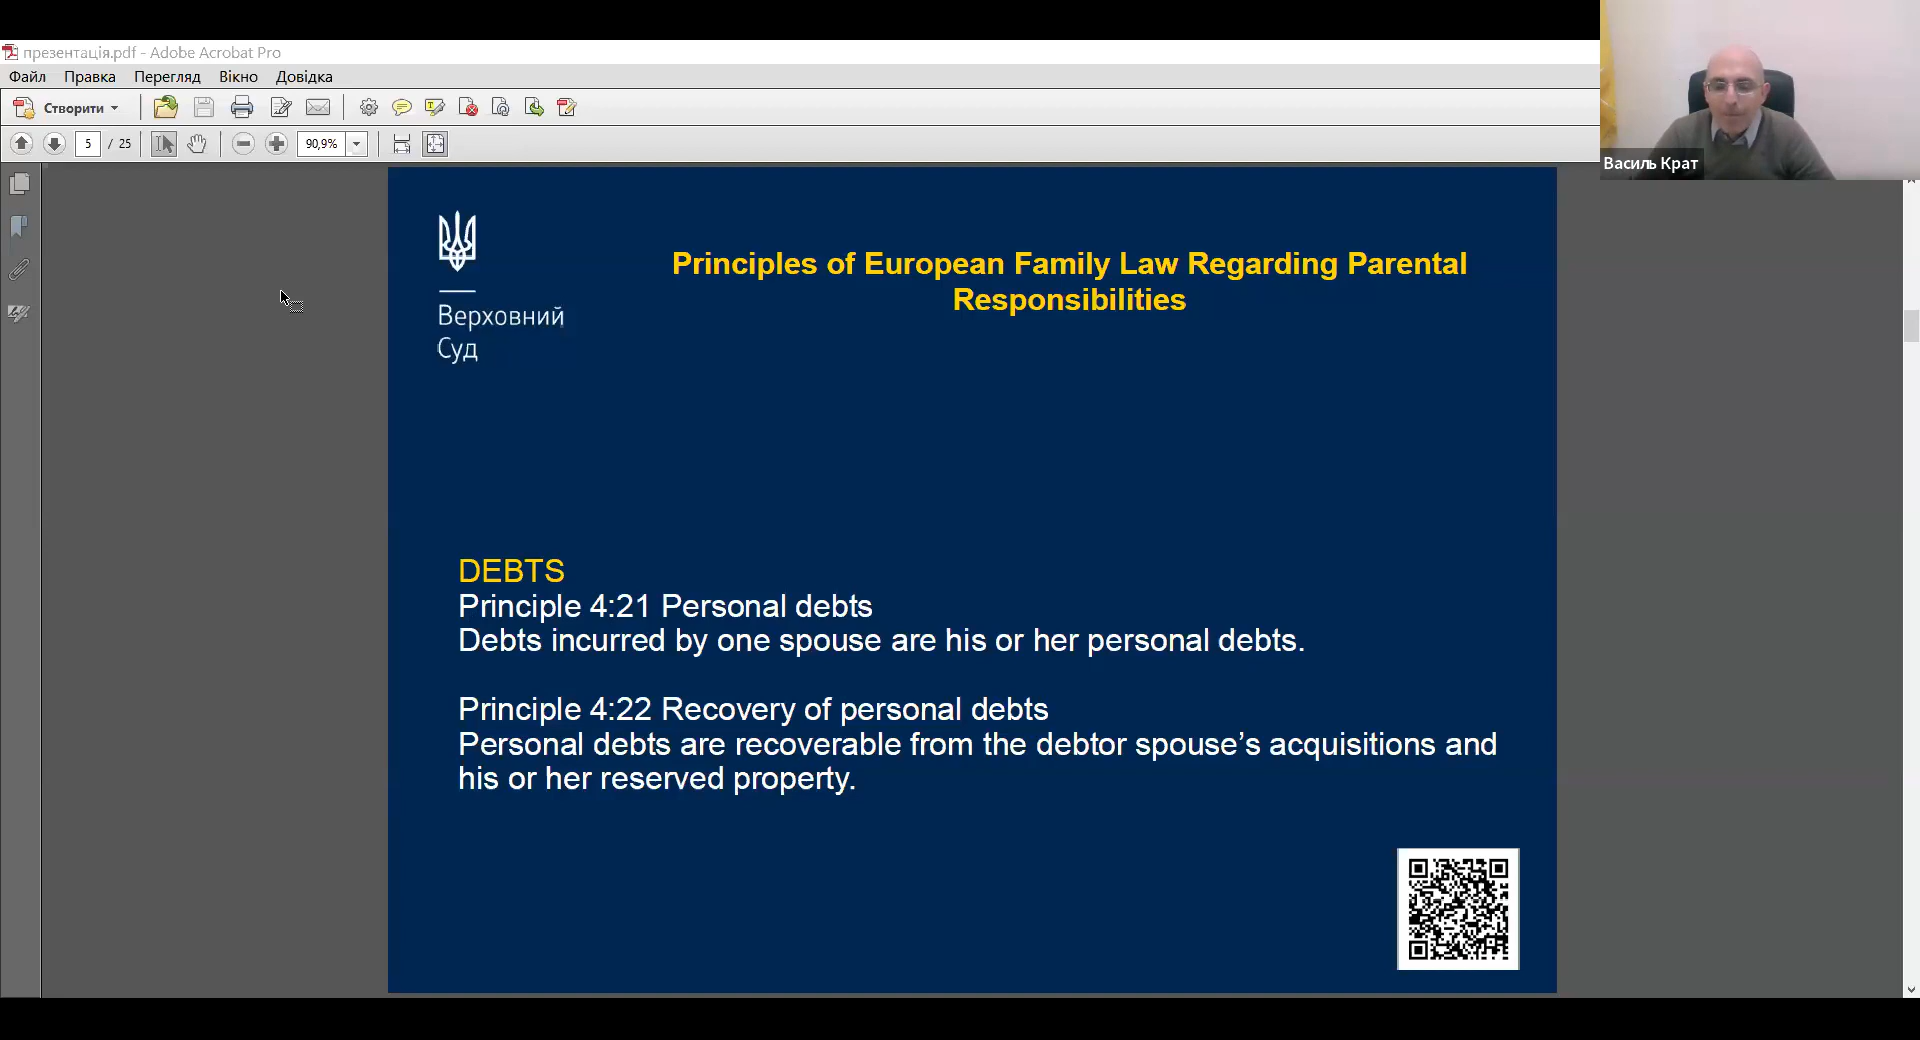 презентація.pdf - Adobe Acrobat Pro
Файл Правка Перегляд Вікно Довідка
Створити
5 / 25 90,9%
Василь Крат
Верховний
Суд
Principles of European Family Law Regarding Parental
Responsibilities
DEBTS
Principle 4:21 Personal debts
Debts incurred by one spouse are his or her personal debts.
Principle 4:22 Recovery of personal debts
Personal debts are recoverable from the debtor spouse’s acquisitions and
his or her reserved property.